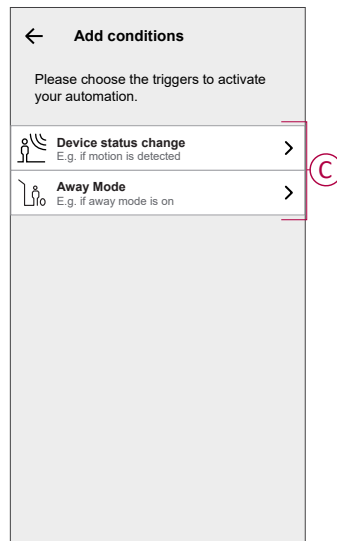 Add conditions
Please choose the triggers to activate
your automation.
Device status change
E.g. if motion is detected
Away Mode
E.g. if away mode is on
C